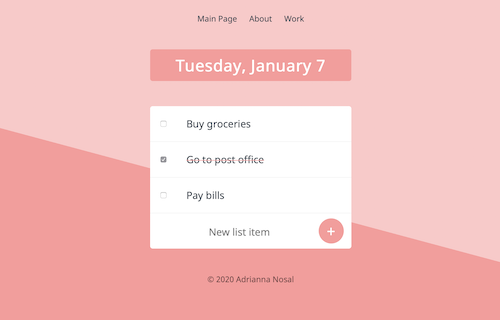 Main Page About Work
Tuesday, January 7
Buy groceries
Go to post office
Pay bills
New list item +
© 2020 Adrianna Nosal